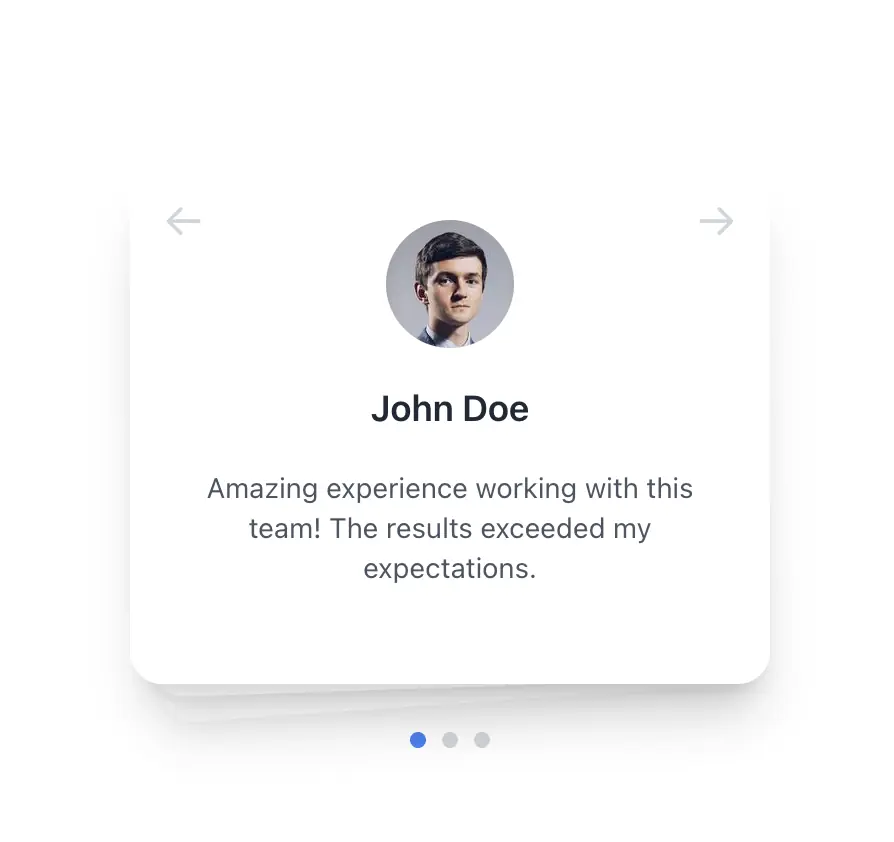 John Doe
Amazing experience working with this
team! The results exceeded my
expectations.